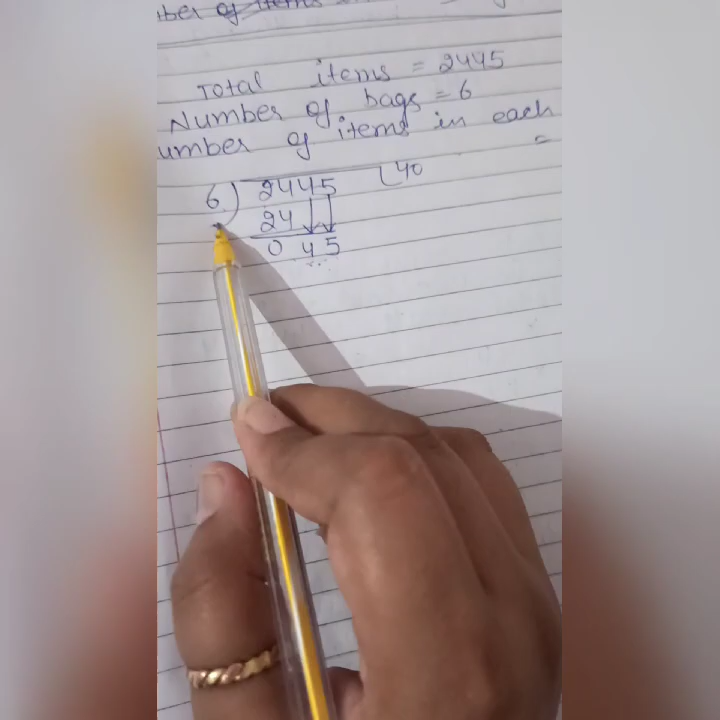 Total items = 2445
Number of bags = 6
umber of items in each
=
6) 2445 (40
24
045